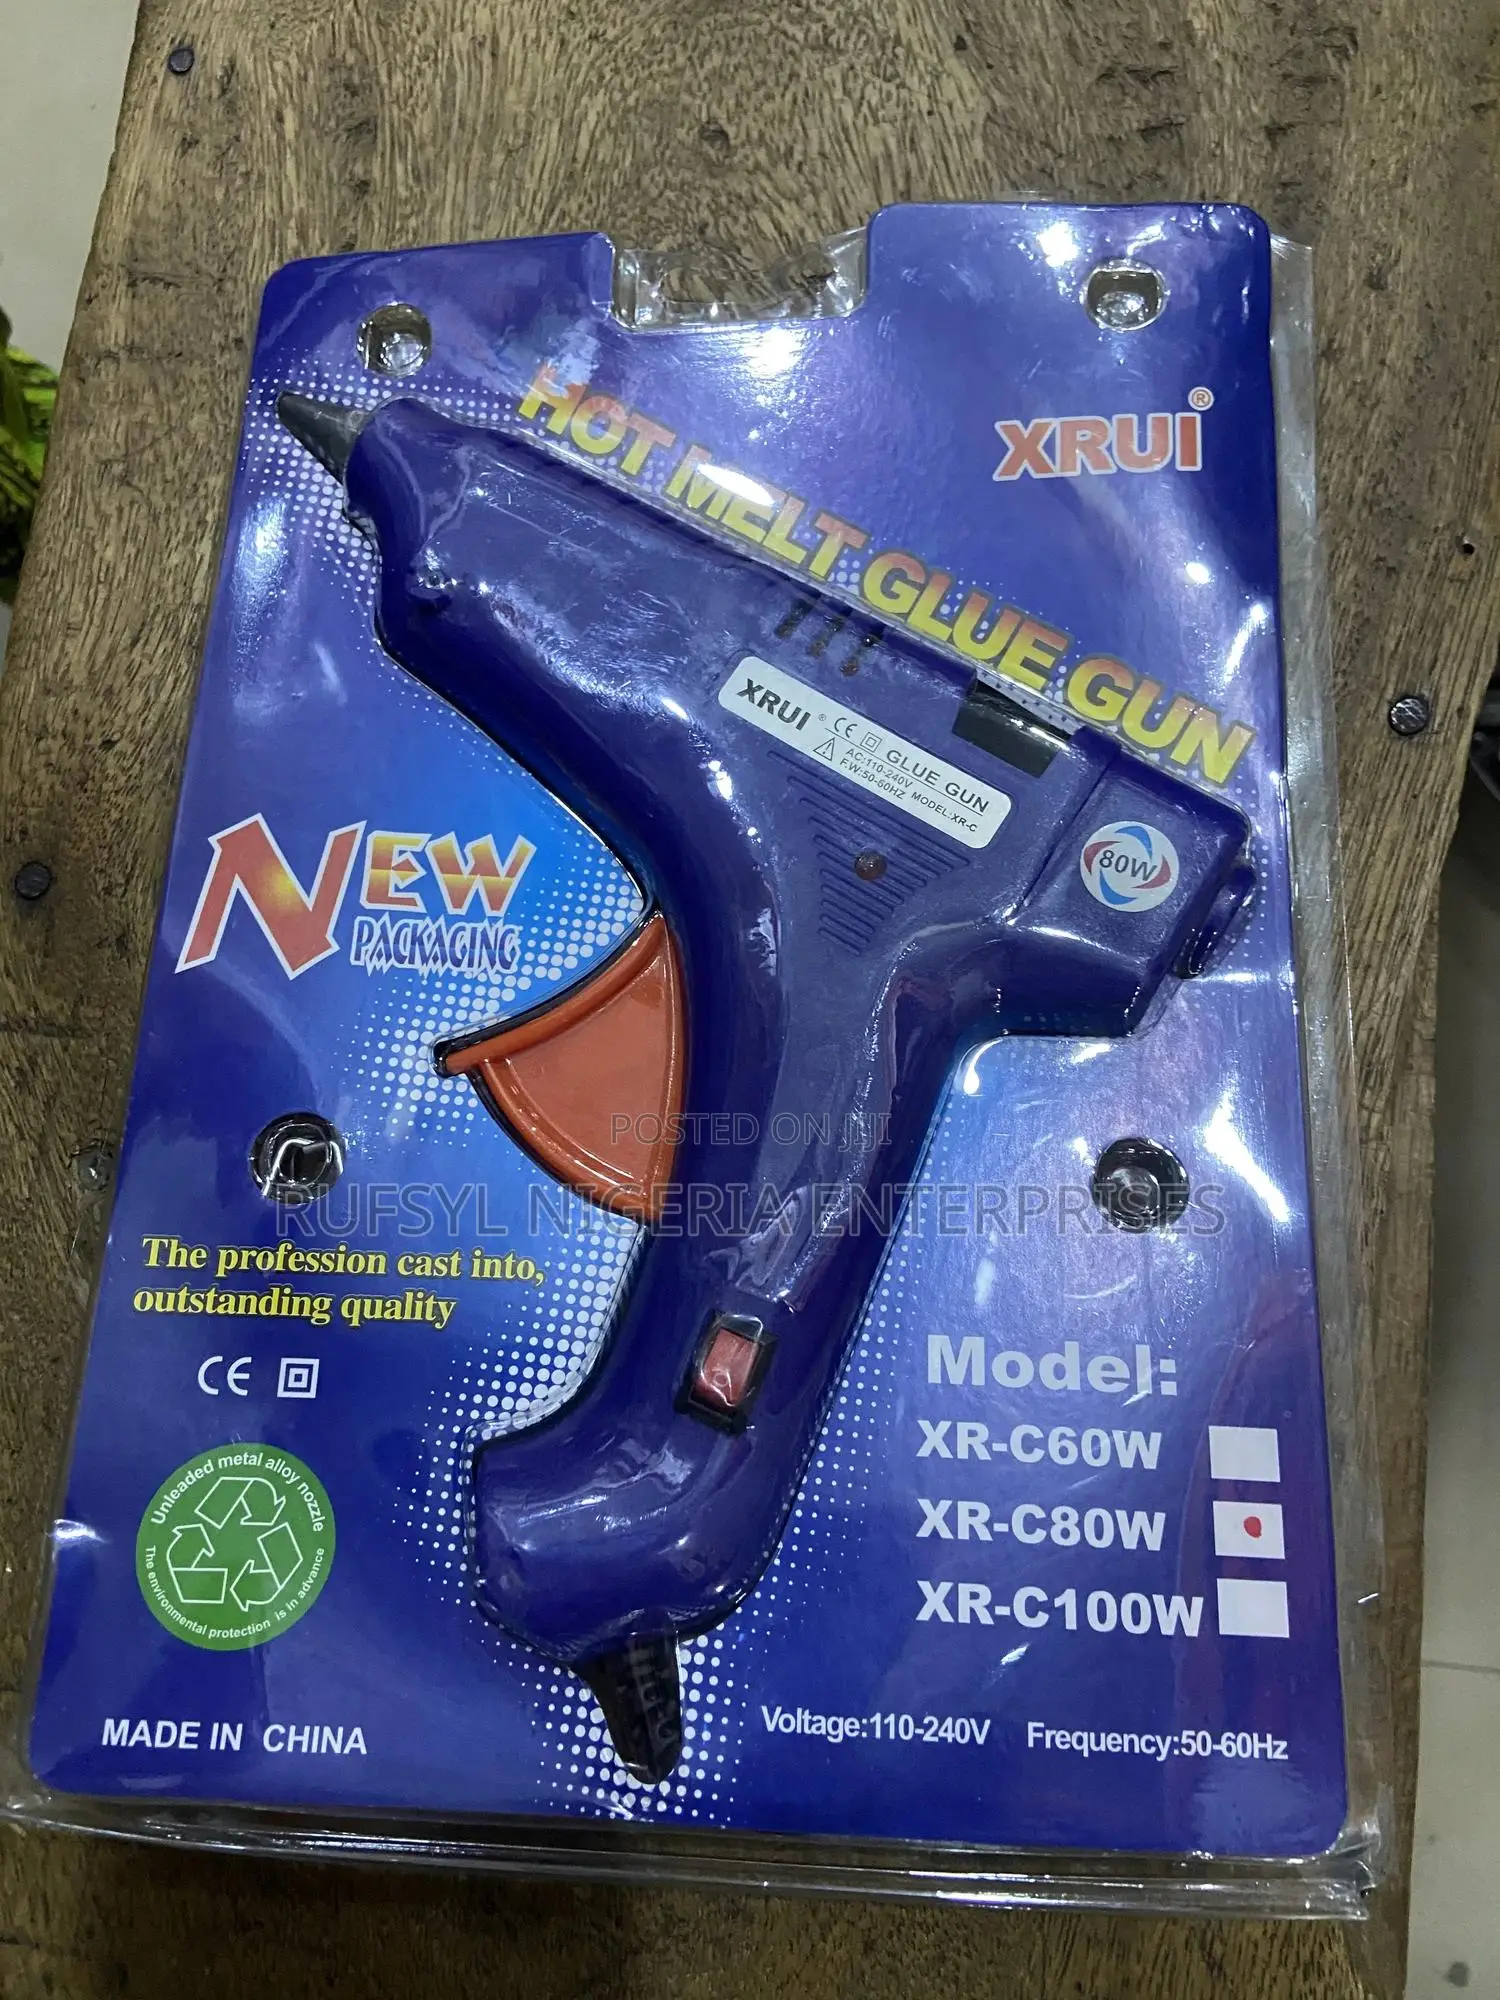 XRUI®
HOT MELT GLUE GUN
XRUI ® CE GLUE GUN
AC:110-240V
F.W:50-60HZ MODEL:XR-C
80W
NEW
PACKAGING
POSTED ON JIJI
RUFSYL NIGERIA ENTERPRISES
The profession cast into,
outstanding quality
CE
Unleaded metal alloy nozzle
The environmental protection is in advance
Model:
XR-C60W
XR-C80W
XR-C100W
MADE IN CHINA
Voltage:110-240V Frequency:50-60Hz